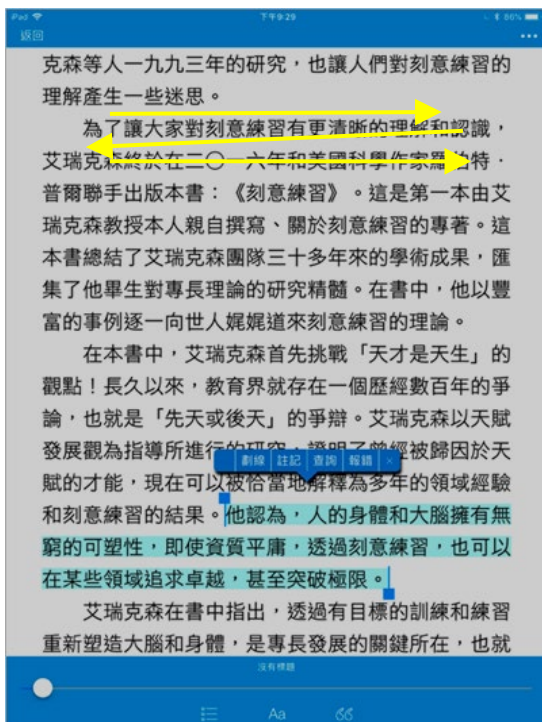 iPad 下午9:29 86%
返回
克森等人一九九三年的研究，也讓人們對刻意練習的
理解產生一些迷思。
為了讓大家對刻意練習有更清晰的理解和認識，
艾瑞克森終於在二〇一六年和美國科學作家羅伯特·
普爾聯手出版本書：《刻意練習》。這是第一本由艾
瑞克森教授本人親自撰寫、關於刻意練習的專著。這
本書總結了艾瑞克森團隊三十多年來的學術成果，匯
集了他畢生對專長理論的研究精髓。在書中，他以豐
富的事例逐一向世人娓娓道來刻意練習的理論。
在本書中，艾瑞克森首先挑戰「天才是天生」的
觀點！長久以來，教育界就存在一個歷經數百年的爭
論，也就是「先天或後天」的爭辯。艾瑞克森以天賦
發展觀為指導所進行的研究，證明了曾經被歸因於天
劃線 註記 查詢 報錯 ×
賦的才能，現在可以被恰當地解釋為多年的領域經驗
和刻意練習的結果。他認為，人的身體和大腦擁有無
窮的可塑性，即使資質平庸，透過刻意練習，也可以
在某些領域追求卓越，甚至突破極限。
艾瑞克森在書中指出，透過有目標的訓練和練習
重新塑造大腦和身體，是專長發展的關鍵所在，也就
沒有標題
Aa